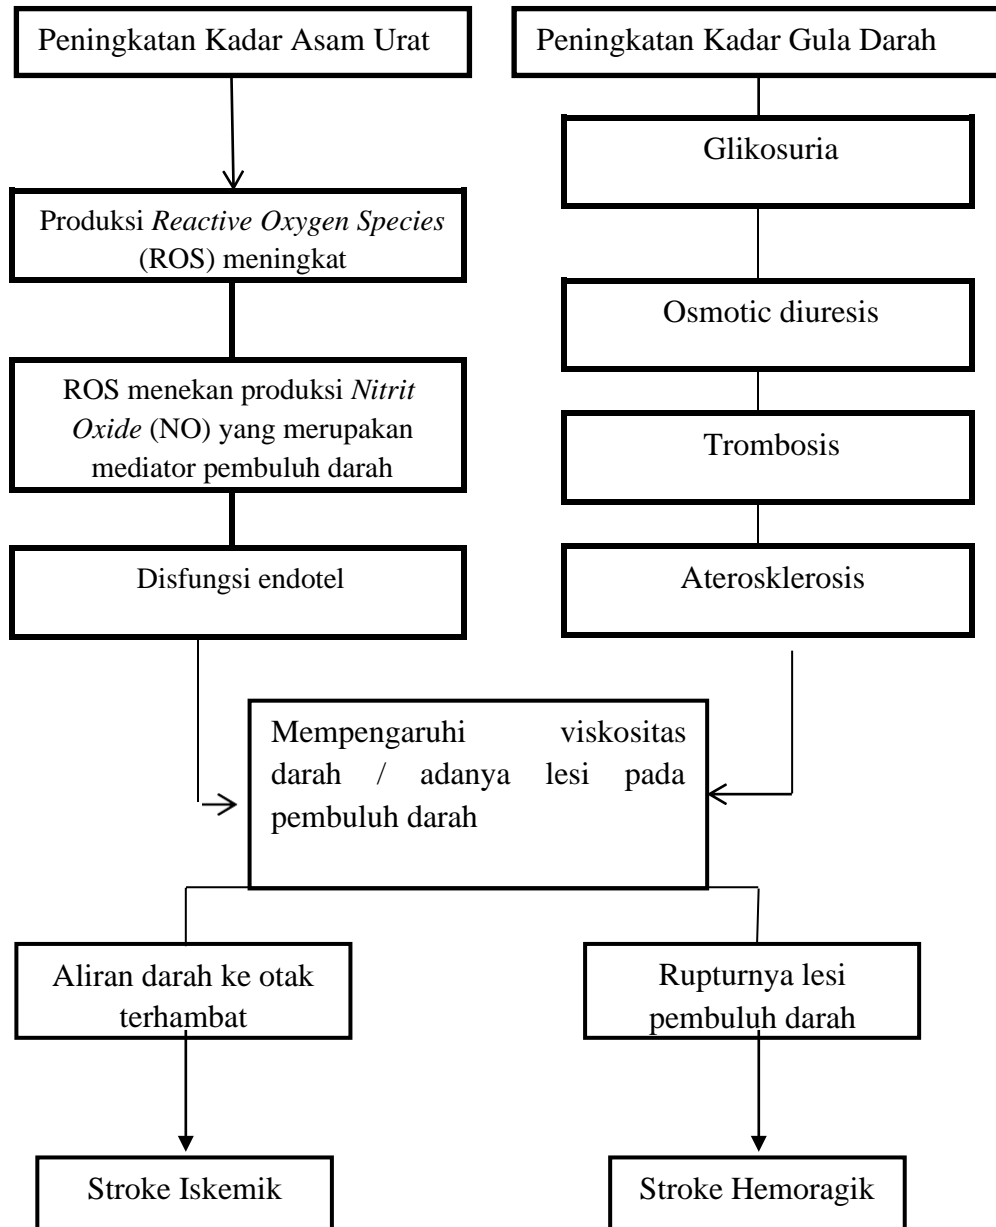 Peningkatan Kadar Asam Urat
Peningkatan Kadar Gula Darah
Glikosuria
Produksi Reactive Oxygen Species
(ROS) meningkat
Osmotic diuresis
ROS menekan produksi Nitrit
Oxide (NO) yang merupakan
mediator pembuluh darah
Trombosis
Disfungsi endotel
Aterosklerosis
Mempengaruhi viskositas
darah / adanya lesi pada
pembuluh darah
Aliran darah ke otak
terhambat
Rupturnya lesi
pembuluh darah
Stroke Iskemik
Stroke Hemoragik